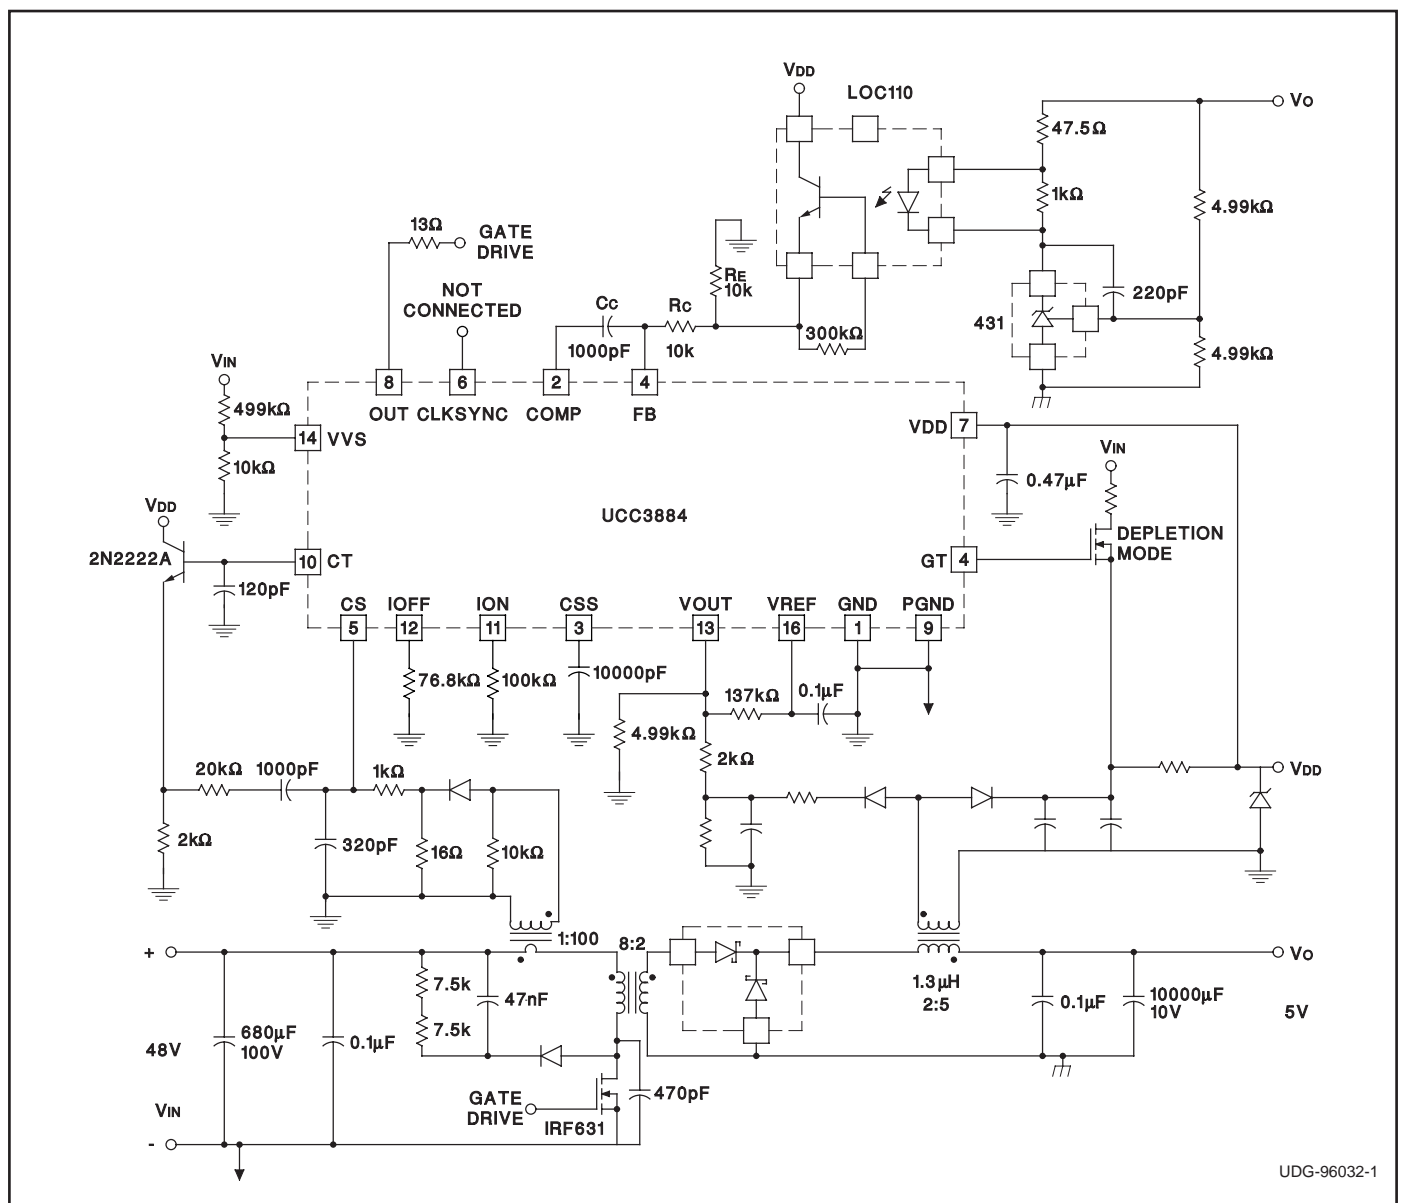 VDD
LOC110
VO
47.5Ω
1kΩ
4.99kΩ
13Ω
GATE
DRIVE
NOT
CONNECTED
RE
10k
CC
1000pF
RC
10k
300kΩ
431
220pF
4.99kΩ
VIN
499kΩ
10kΩ
8
6
2
4
OUT
CLKSYNC
COMP
FB
14
VVS
VDD
7
0.47µF
VIN
UCC3884
VDD
2N2222A
10
CT
120pF
GT
4
DEPLETION
MODE
CS
IOFF
ION
CSS
VOUT
VREF
GND
PGND
5
12
11
3
13
16
1
9
76.8kΩ
100kΩ
10000pF
137kΩ
0.1µF
4.99kΩ
2kΩ
20kΩ
1000pF
1kΩ
2kΩ
320pF
16Ω
10kΩ
VDD
1:100
8:2
+
7.5k
47nF
7.5k
1.3µH
2:5
0.1µF
10000µF
10V
VO
5V
48V
680µF
100V
0.1µF
470pF
VIN
GATE
DRIVE
IRF631
-
UDG-96032-1